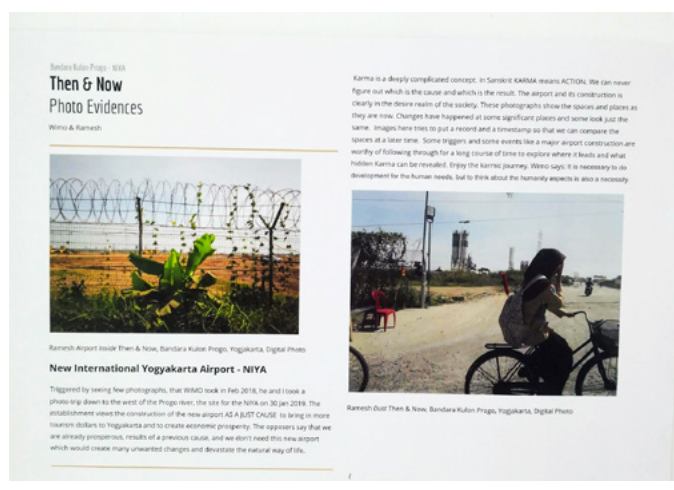 Bandara Kulon Progo - NIYA
Then & Now
Photo Evidences
Wimo & Ramesh
Ramesh Airport Inside Then & Now, Bandara Kulon Progo, Yogyakarta, Digital Photo
New International Yogyakarta Airport - NIYA
Triggered by seeing few photographs, that WIMO took in Feb 2018, he and I took a
photo trip down to the west of the Progo river, the site for the NIYA on 30 Jan 2019. The
establishment views the construction of the new airport AS A JUST CAUSE to bring in more
tourism dollars to Yogyakarta and to create economic prosperity. The opposers say that we
are already prosperous, results of a previous cause, and we don't need this new airport
which would create many unwanted changes and devastate the natural way of life.
Karma is a deeply complicated concept. In Sanskrit KARMA means ACTION. We can never
figure out which is the cause and which is the result. The airport and its construction is
clearly in the desire realm of the society. These photographs show the spaces and places as
they are now. Changes have happened at some significant places and some look just the
same. Images here tries to put a record and a timestamp so that we can compare the
spaces at a later time. Some triggers and some events like a major airport construction are
worthy of following through for a long course of time to explore where it leads and what
hidden Karma can be revealed. Enjoy the karmic journey. Wimo says: it is necessary to do
development for the human needs, but to think about the humanity aspects is also a necessity.
Ramesh Dust Then & Now, Bandara Kulon Progo, Yogyakarta, Digital Photo